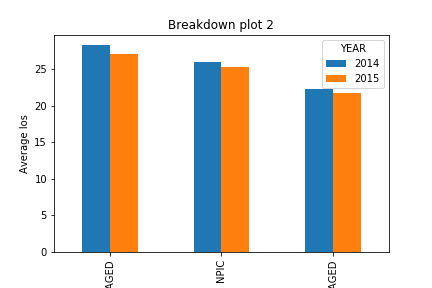 Breakdown plot 2
YEAR
2014
2015
25
20
15
10
5
0
Average los
AGED
NPIC
AGED